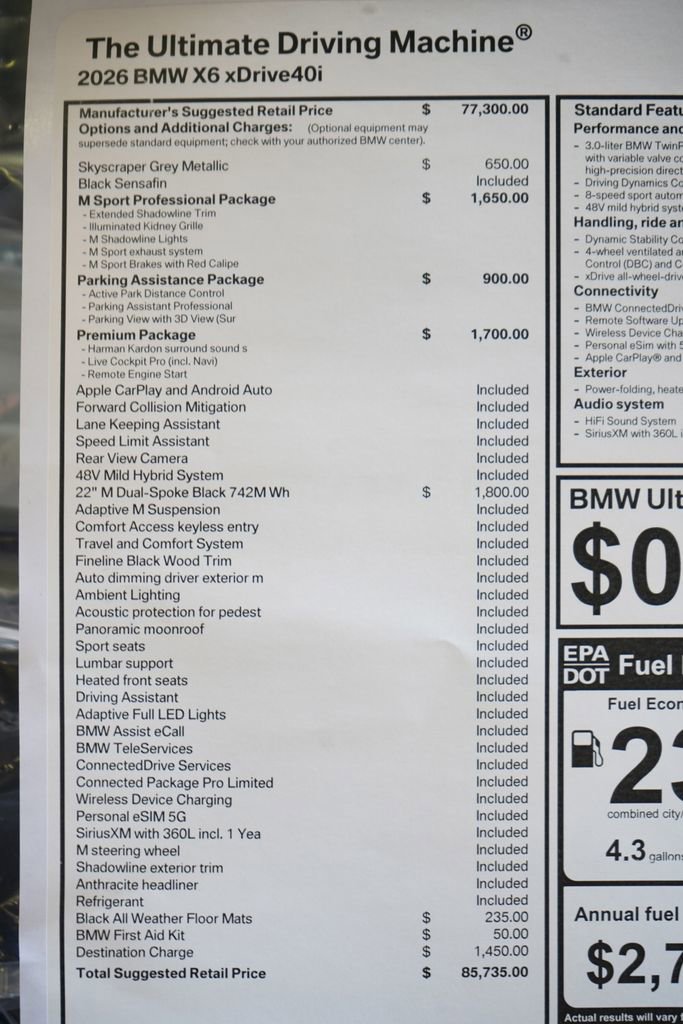 The Ultimate Driving Machine®
2026 BMW X6 xDrive40i
Manufacturer's Suggested Retail Price $ 77,300.00
Options and Additional Charges: (Optional equipment may
supersede standard equipment; check with your authorized BMW center).
Skyscraper Grey Metallic $ 650.00
Black Sensafin Included
M Sport Professional Package $ 1,650.00
- Extended Shadowline Trim
- Illuminated Kidney Grille
- M Shadowline Lights
- M Sport exhaust system
- M Sport Brakes with Red Calipe
Parking Assistance Package $ 900.00
- Active Park Distance Control
- Parking Assistant Professional
- Parking View with 3D View (Sur
Premium Package $ 1,700.00
- Harman Kardon surround sound s
- Live Cockpit Pro (incl. Navi)
- Remote Engine Start
Apple CarPlay and Android Auto Included
Forward Collision Mitigation Included
Lane Keeping Assistant Included
Speed Limit Assistant Included
Rear View Camera Included
48V Mild Hybrid System Included
22" M Dual-Spoke Black 742M Wh $ 1,800.00
Adaptive M Suspension Included
Comfort Access keyless entry Included
Travel and Comfort System Included
Fineline Black Wood Trim Included
Auto dimming driver exterior m Included
Ambient Lighting Included
Acoustic protection for pedest Included
Panoramic moonroof Included
Sport seats Included
Lumbar support Included
Heated front seats Included
Driving Assistant Included
Adaptive Full LED Lights Included
BMW Assist eCall Included
BMW TeleServices Included
ConnectedDrive Services Included
Connected Package Pro Limited Included
Wireless Device Charging Included
Personal eSIM 5G Included
SiriusXM with 360L incl. 1 Yea Included
M steering wheel Included
Shadowline exterior trim Included
Anthracite headliner Included
Refrigerant Included
Black All Weather Floor Mats $ 235.00
BMW First Aid Kit $ 50.00
Destination Charge $ 1,450.00
Total Suggested Retail Price $ 85,735.00
Standard Featu
Performance and
- 3.0-liter BMW TwinP
with variable valve co
high-precision direct
- Driving Dynamics Co
- 8-speed sport autom
- 48V mild hybrid syst
Handling, ride an
- Dynamic Stability Co
- 4-wheel ventilated a
Control (DBC) and C
- xDrive all-wheel-driv
Connectivity
- BMW ConnectedDriv
- Remote Software Up
- Wireless Device Cha
- Personal eSim with 5
- Apple CarPlay® and
Exterior
- Power-folding, heate
Audio system
- HiFi Sound System
- SiriusXM with 360L i
BMW Ult
$0
EPA
DOT Fuel
Fuel Econ
23
combined city/
4.3 gallons
Annual fuel
$2,7
Actual results will vary f